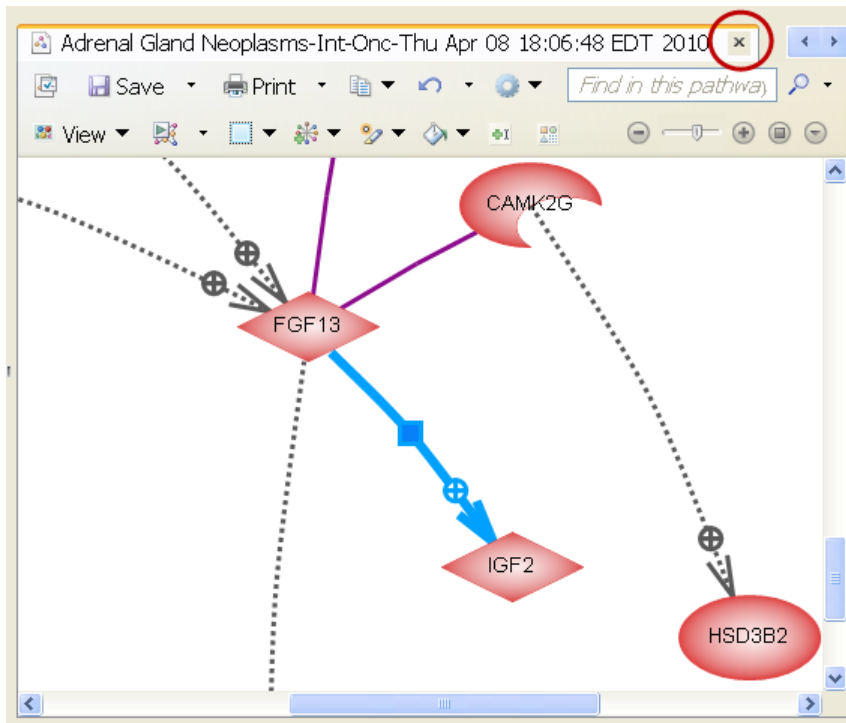 Adrenal Gland Neoplasms-Int-Onc-Thu Apr 08 18:06:48 EDT 2010
Save Print Find in this pathway
View
CAMK2G
FGF13
IGF2
HSD3B2